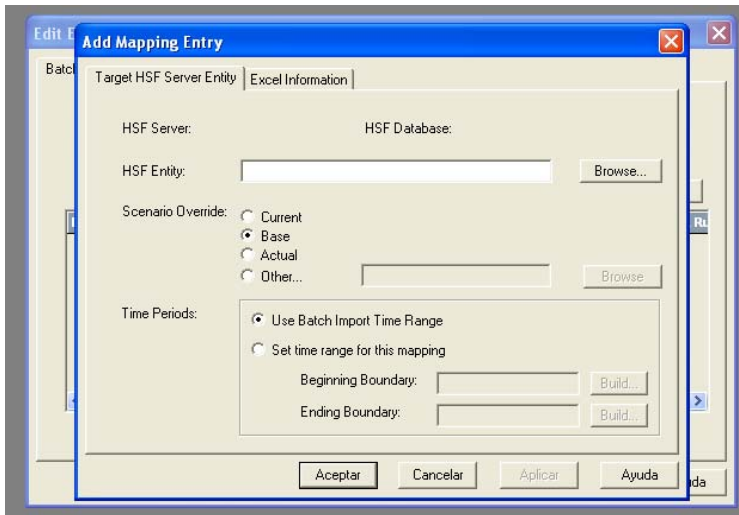 Edit E
Add Mapping Entry
Batch
Target HSF Server Entity
Excel Information
HSF Server:
HSF Database:
HSF Entity:
Browse...
Scenario Override:
Current
Base
Actual
Other...
Browse
Time Periods:
Use Batch Import Time Range
Set time range for this mapping
Beginning Boundary:
Build...
Ending Boundary:
Build...
Aceptar
Cancelar
Aplicar
Ayuda